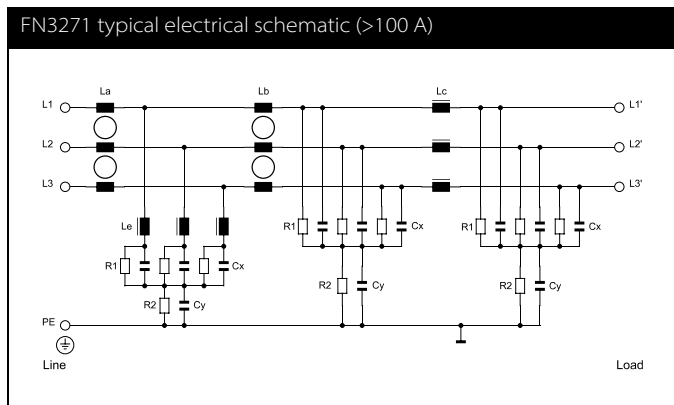 FN3271 typical electrical schematic (>100 A)
La Lb Lc
L1 L1'
L2 L2'
L3 L3'
Le R1 Cx R1 Cx
R1 Cx
R2 Cy R2 Cy
R2 Cy
PE
Line Load